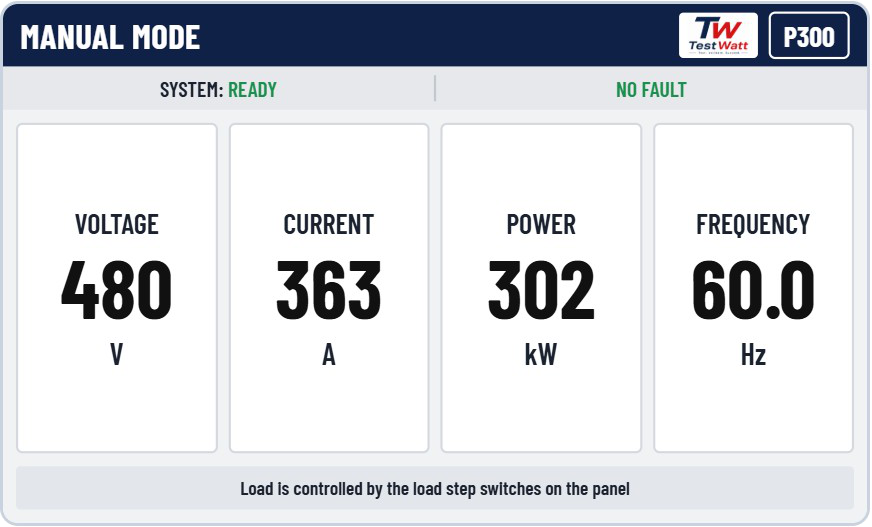 MANUAL MODE
TW
TestWatt
P300
SYSTEM: READY
NO FAULT
VOLTAGE
480
V
CURRENT
363
A
POWER
302
kW
FREQUENCY
60.0
Hz
Load is controlled by the load step switches on the panel